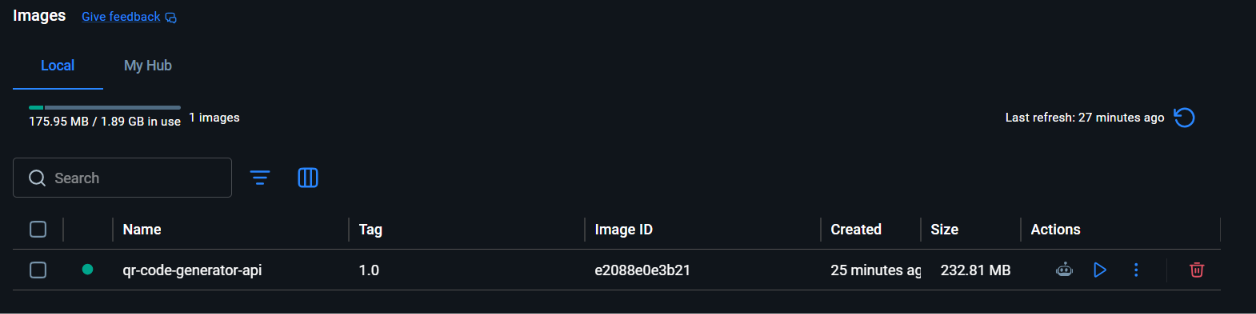 Images Give feedback
Local My Hub
175.95 MB / 1.89 GB in use 1 images Last refresh: 27 minutes ago
Search
Name Tag Image ID Created Size Actions
qr-code-generator-api 1.0 e2088e0e3b21 25 minutes ag 232.81 MB